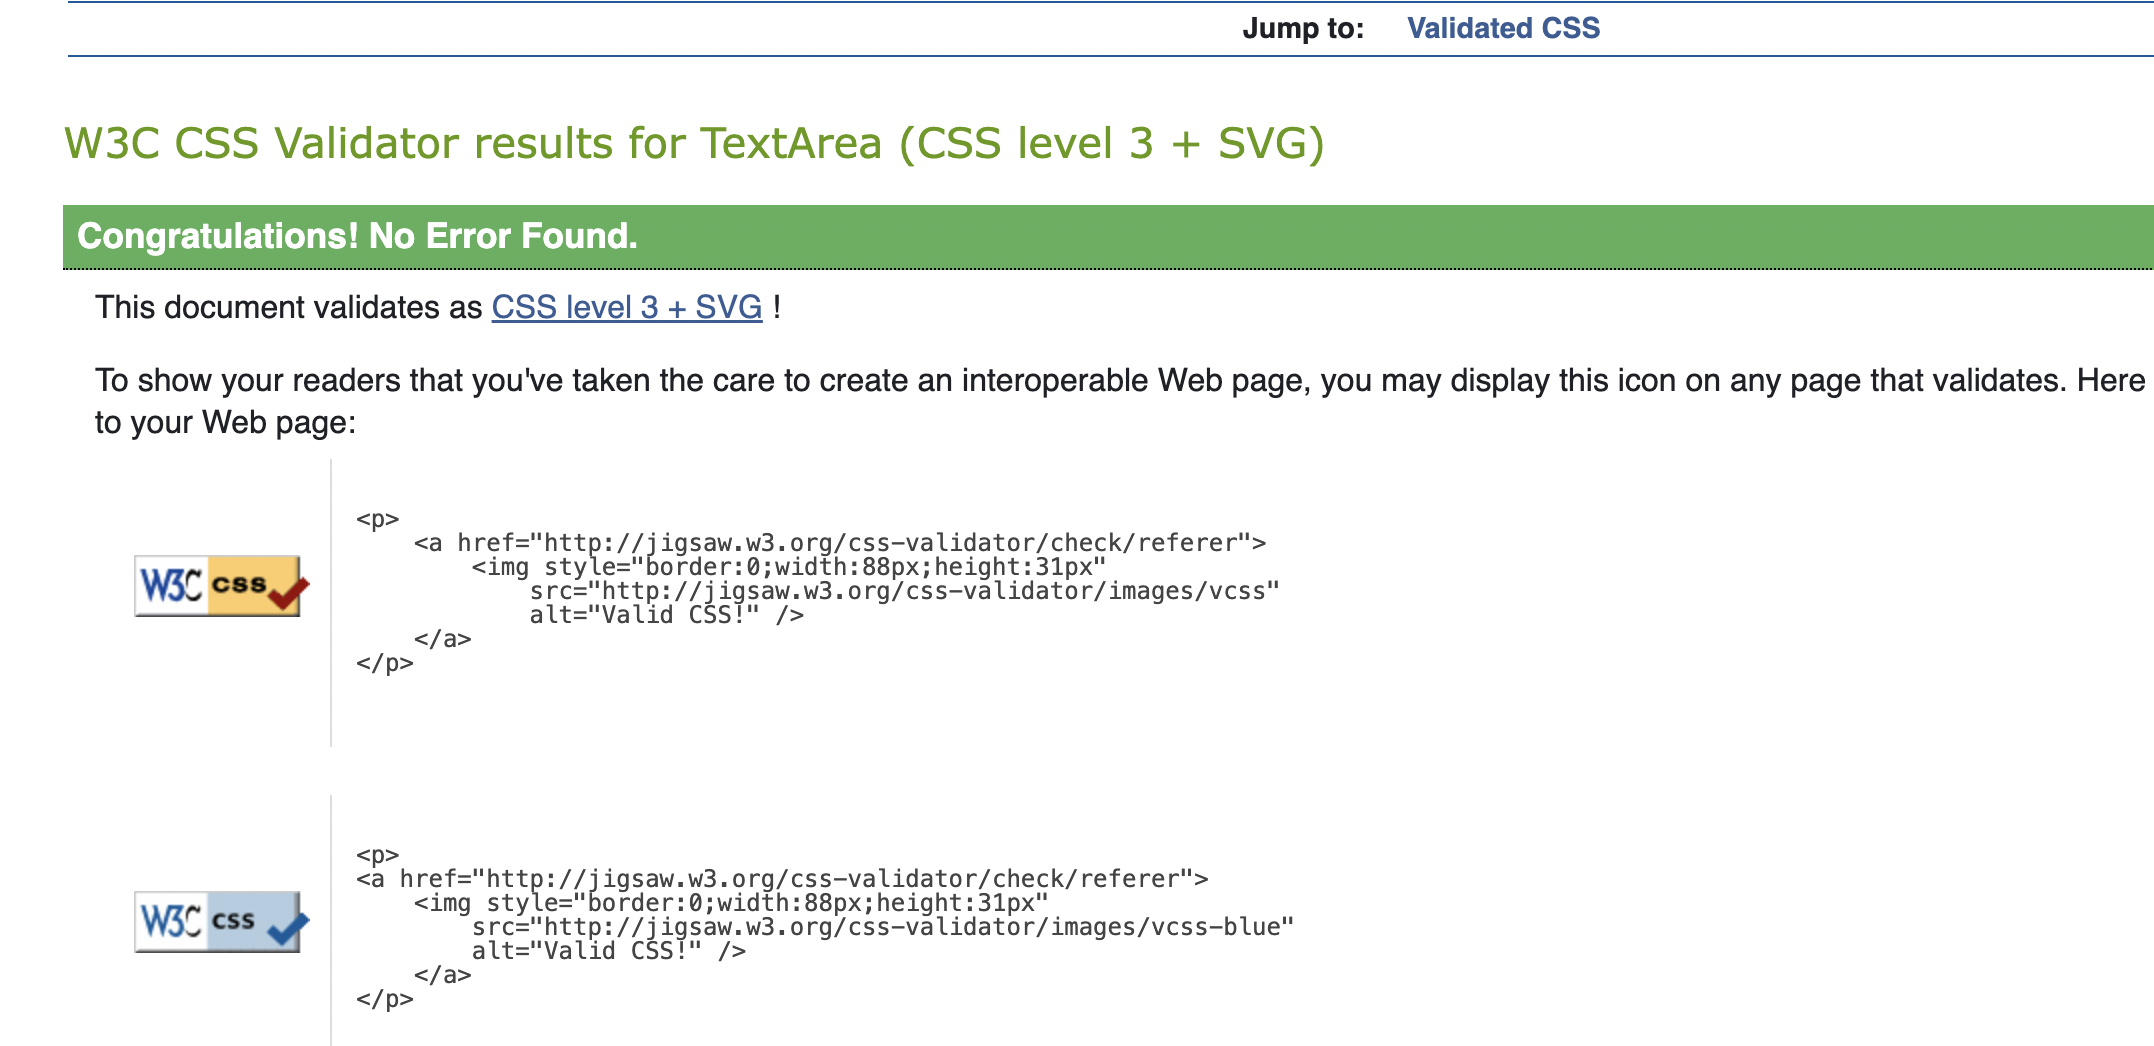 Jump to: Validated CSS
W3C CSS Validator results for TextArea (CSS level 3 + SVG)
Congratulations! No Error Found.
This document validates as CSS level 3 + SVG !
To show your readers that you've taken the care to create an interoperable Web page, you may display this icon on any page that validates. Here
to your Web page:
W3C css
<p>
    <a href="http://jigsaw.w3.org/css-validator/check/referer">
        <img style="border:0;width:88px;height:31px"
            src="http://jigsaw.w3.org/css-validator/images/vcss"
            alt="Valid CSS!" />
    </a>
</p>
W3C css
<p>
<a href="http://jigsaw.w3.org/css-validator/check/referer">
    <img style="border:0;width:88px;height:31px"
        src="http://jigsaw.w3.org/css-validator/images/vcss-blue"
        alt="Valid CSS!" />
    </a>
</p>